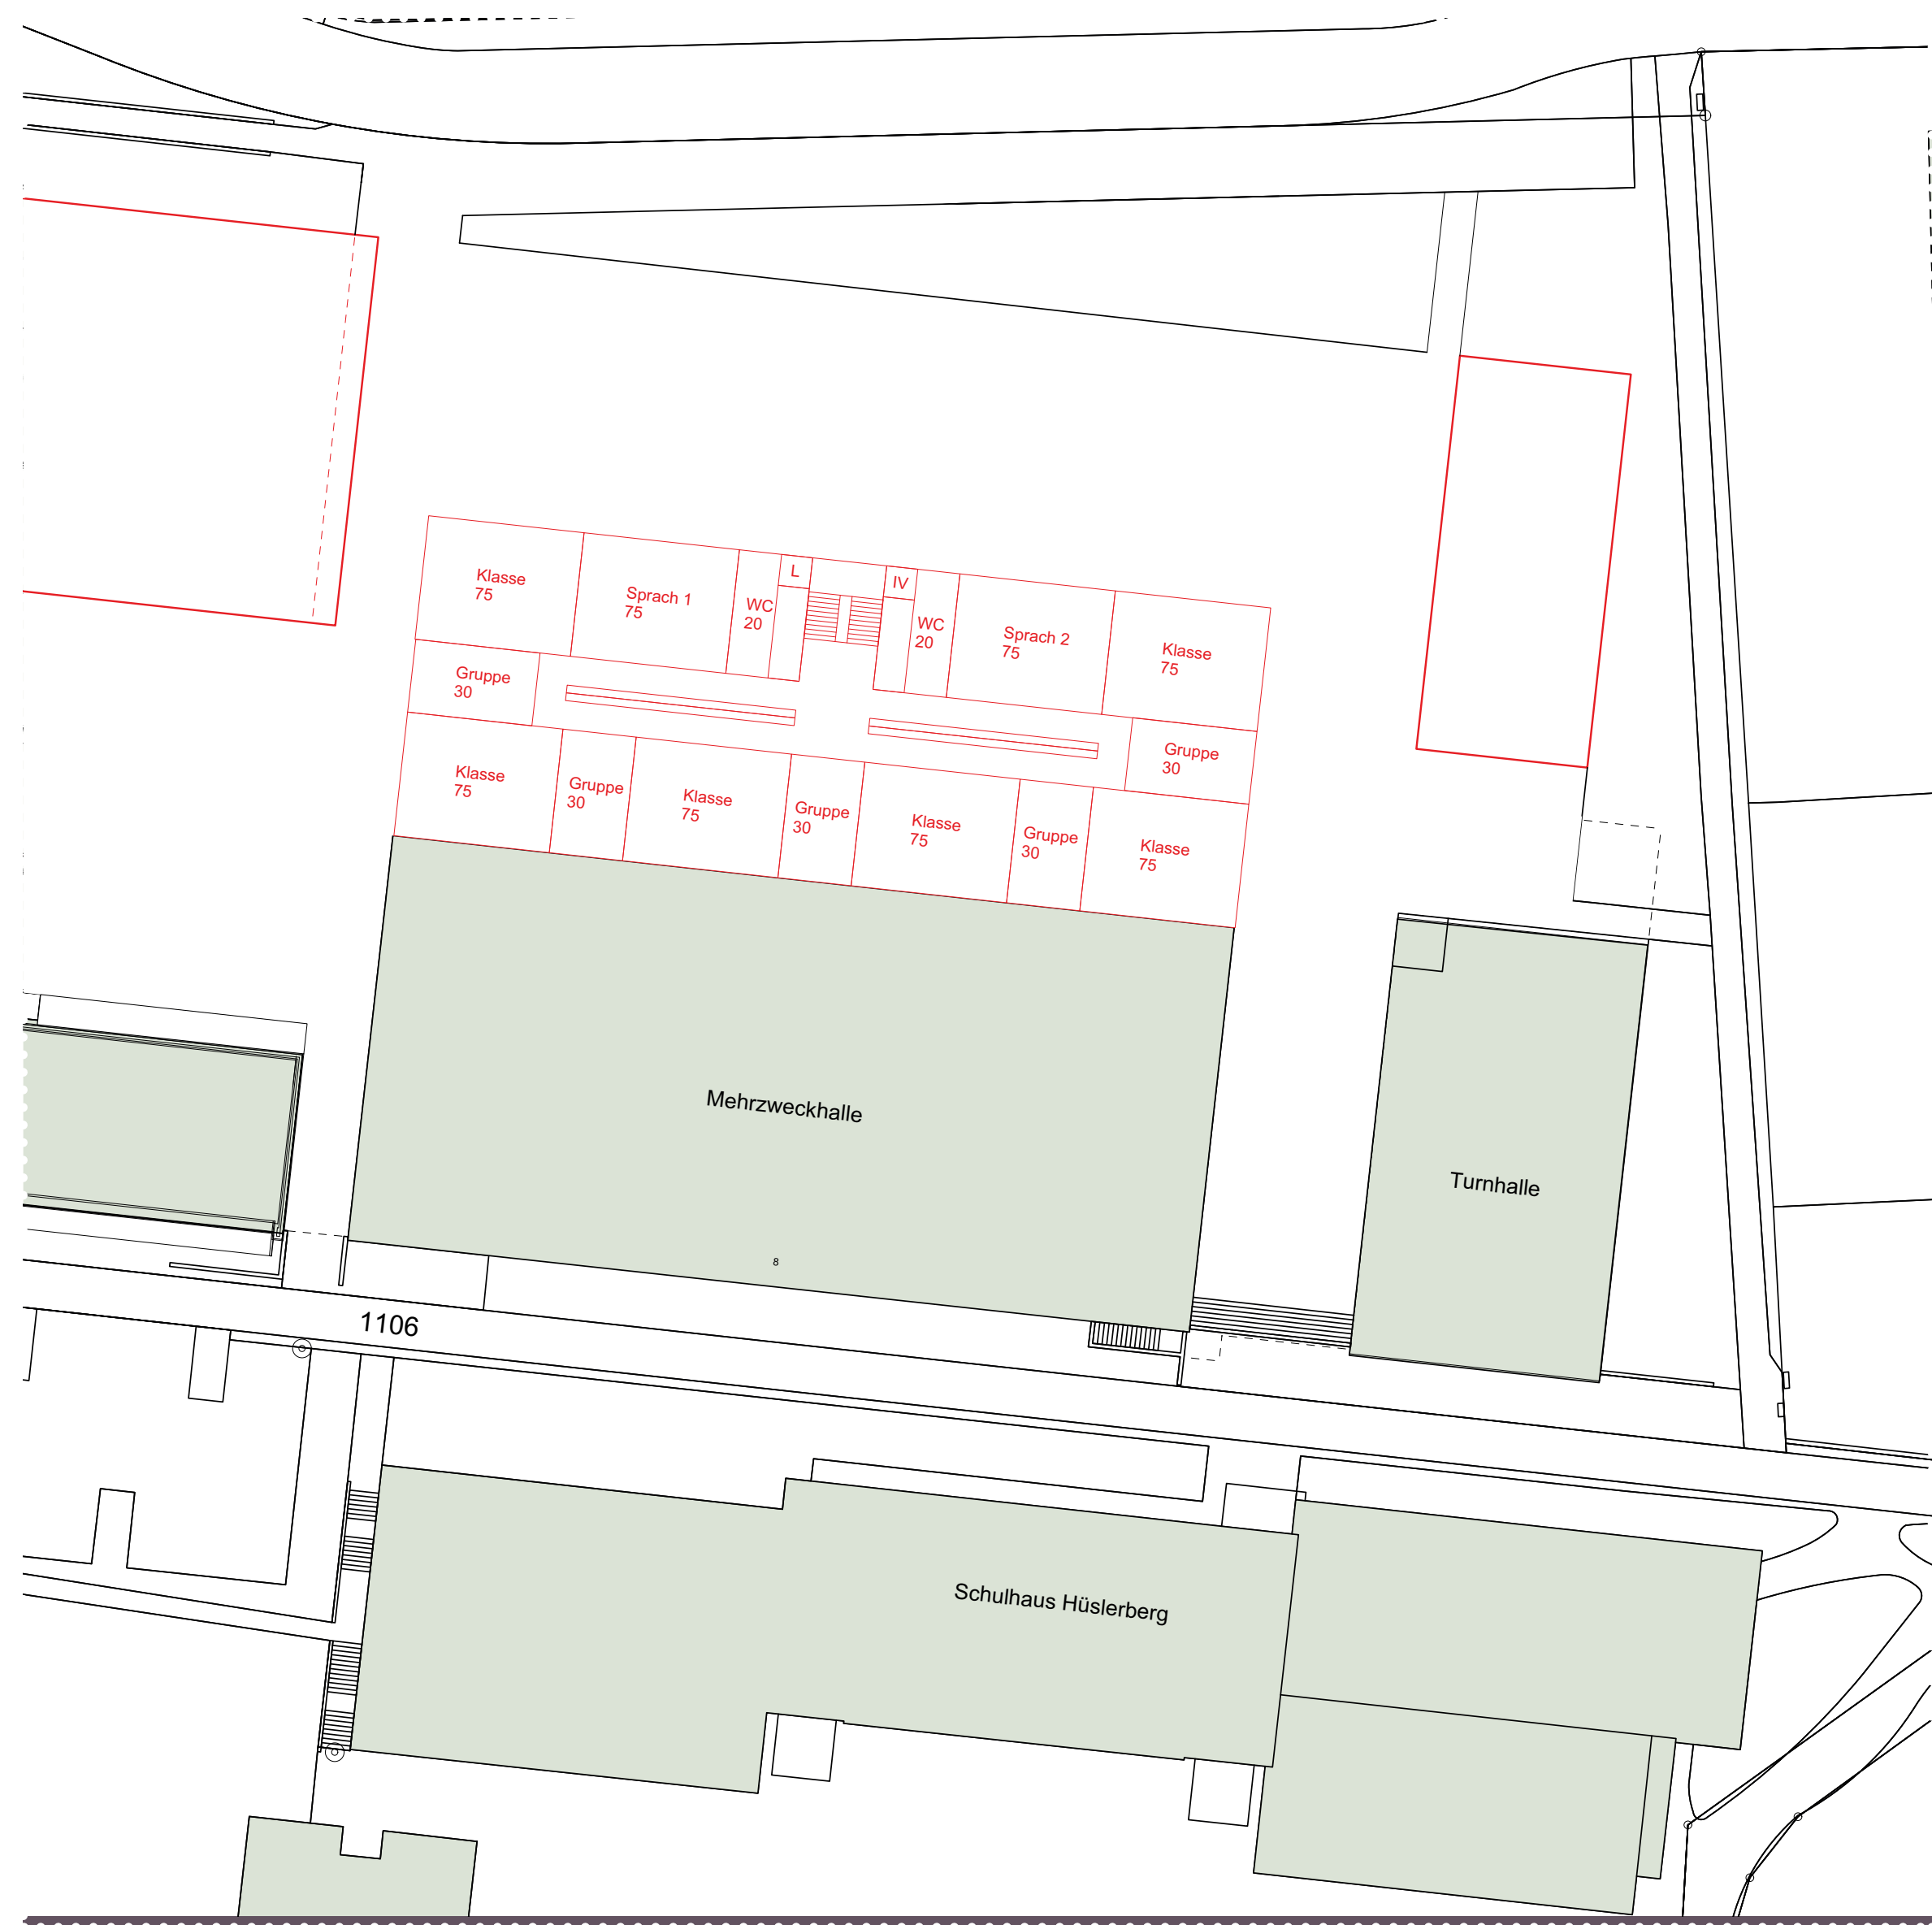 L
IV
Klasse
75
Sprach 1
75
WC
20
WC
20
Sprach 2
75
Klasse
75
Gruppe
30
Gruppe
30
Klasse
75
Gruppe
30
Klasse
75
Gruppe
30
Klasse
75
Gruppe
30
Klasse
75
Mehrzweckhalle
Turnhalle
8
1106
Schulhaus Hüslerberg